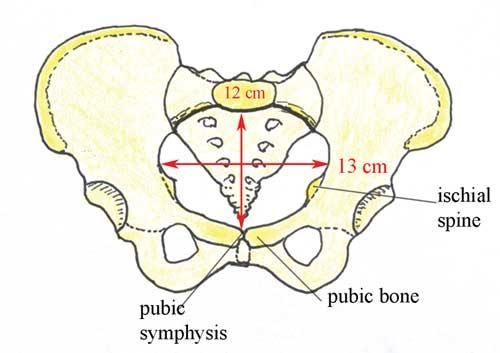 12 cm
13 cm
ischial
spine
pubic bone
pubic
symphysis